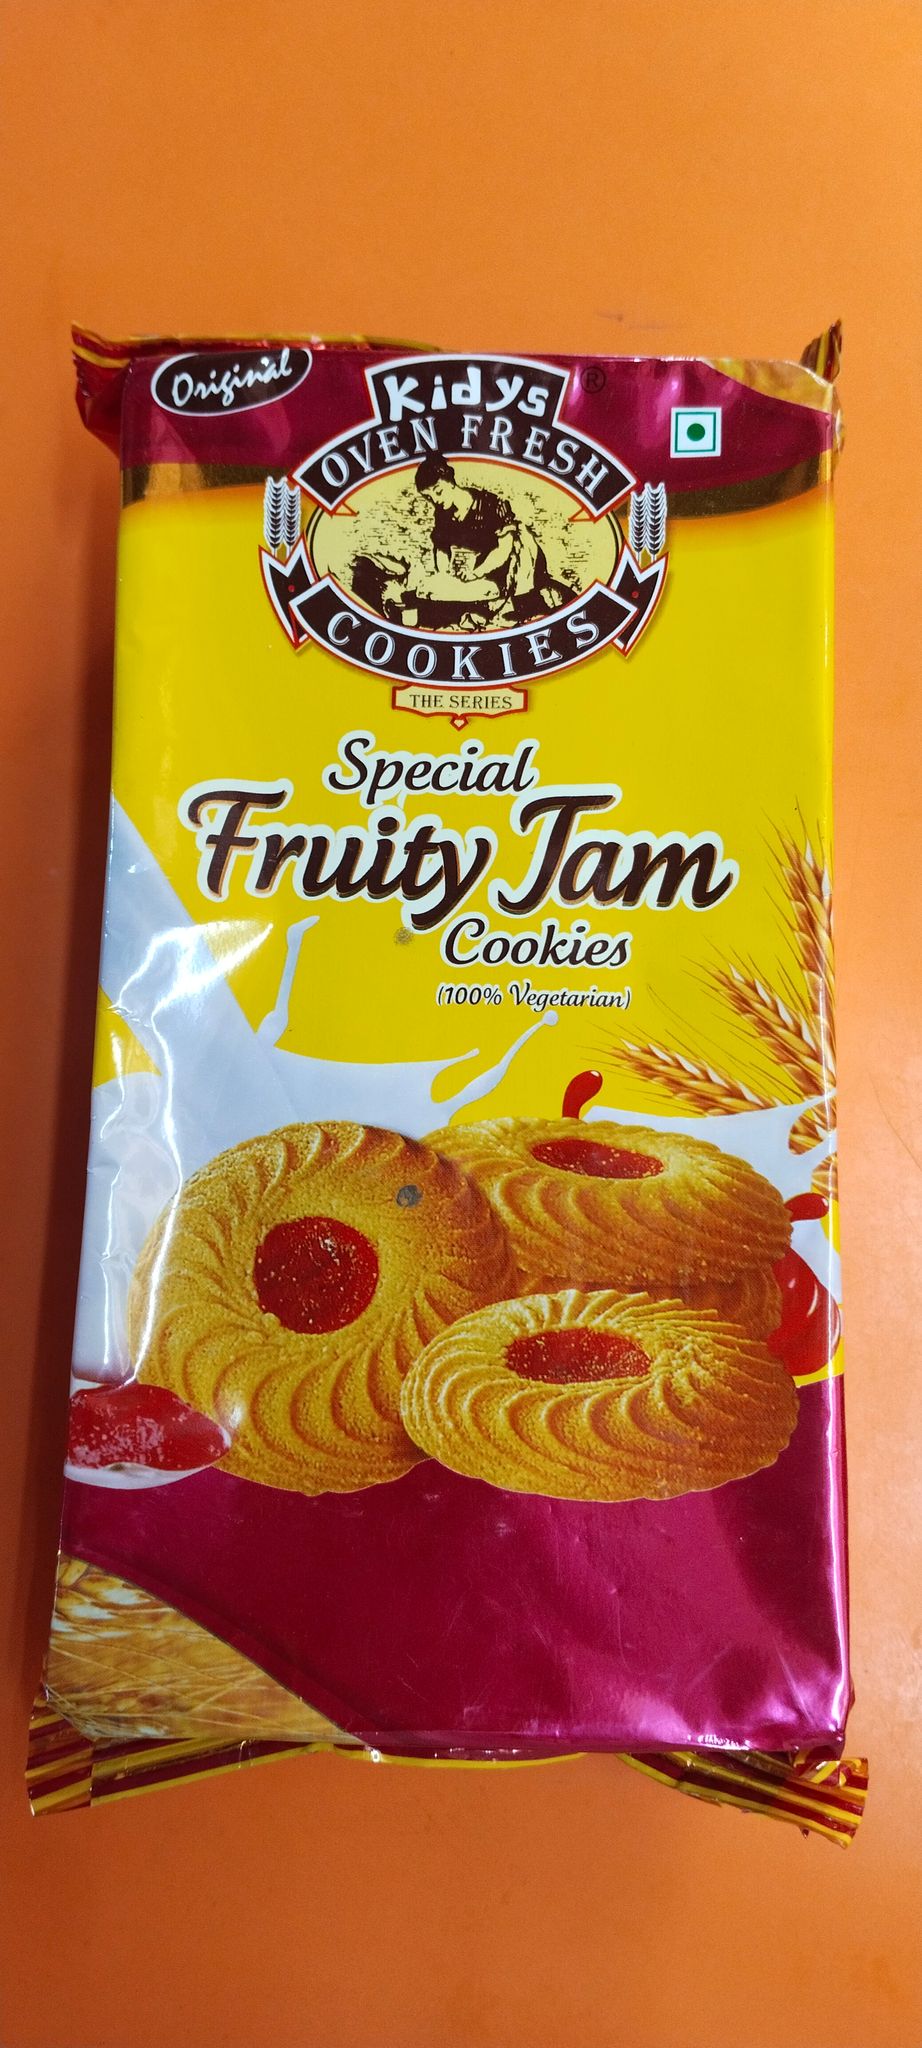 Original
Kidys ®
OVEN FRESH
COOKIES
THE SERIES
Special
Fruity Jam
Cookies
(100% Vegetarian)